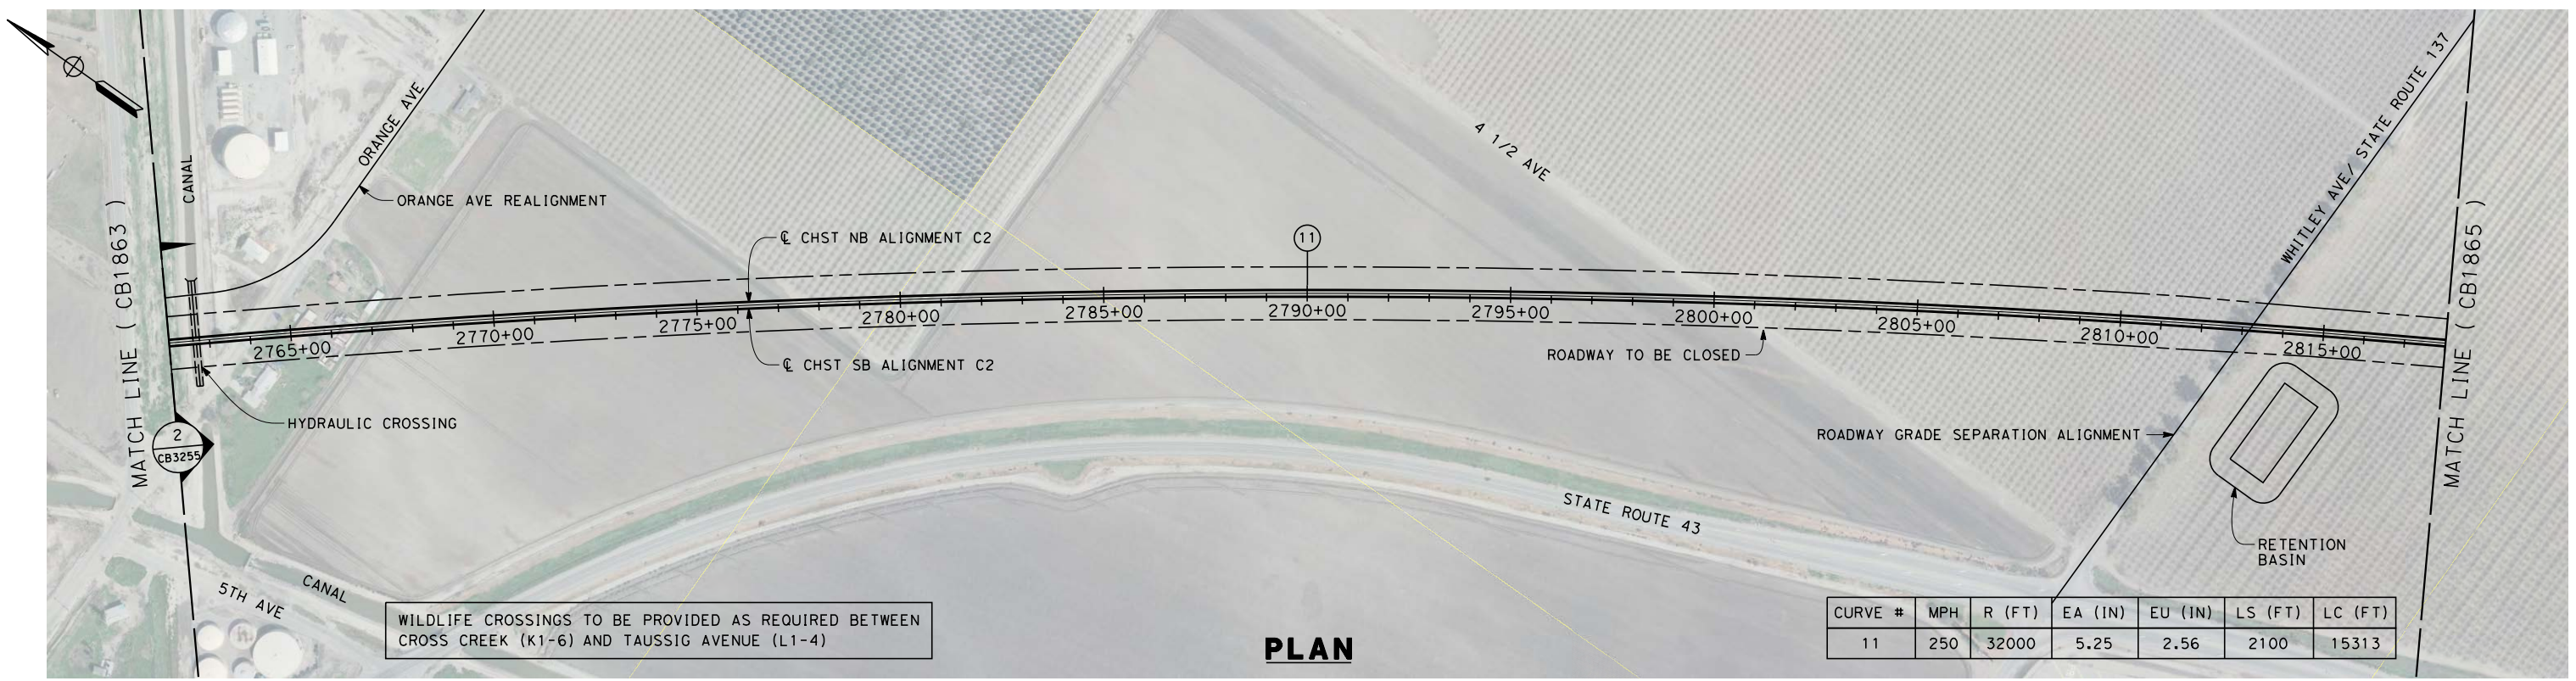 MATCH LINE ( CB1863 )
CANAL
ORANGE AVE
ORANGE AVE REALIGNMENT
℄ CHST NB ALIGNMENT C2
11
4 1/2 AVE
WHITLEY AVE/ STATE ROUTE 137
MATCH LINE ( CB1865 )
2765+00
2770+00
2775+00
2780+00
2785+00
2790+00
2795+00
2800+00
2805+00
2810+00
2815+00
℄ CHST SB ALIGNMENT C2
ROADWAY TO BE CLOSED
HYDRAULIC CROSSING
2
CB3255
ROADWAY GRADE SEPARATION ALIGNMENT
STATE ROUTE 43
RETENTION
BASIN
5TH AVE
CANAL
WILDLIFE CROSSINGS TO BE PROVIDED AS REQUIRED BETWEEN
CROSS CREEK (K1-6) AND TAUSSIG AVENUE (L1-4)
PLAN
CURVE # MPH R (FT) EA (IN) EU (IN) LS (FT) LC (FT)
11 250 32000 5.25 2.56 2100 15313